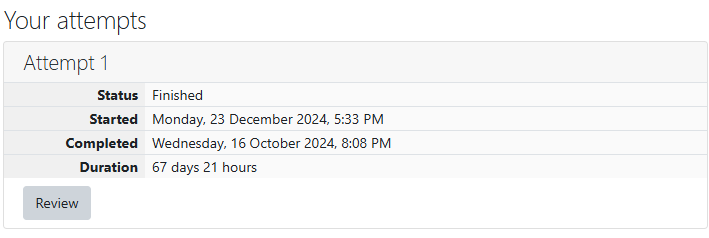 Your attempts
Attempt 1
Status Finished
Started Monday, 23 December 2024, 5:33 PM
Completed Wednesday, 16 October 2024, 8:08 PM
Duration 67 days 21 hours
Review